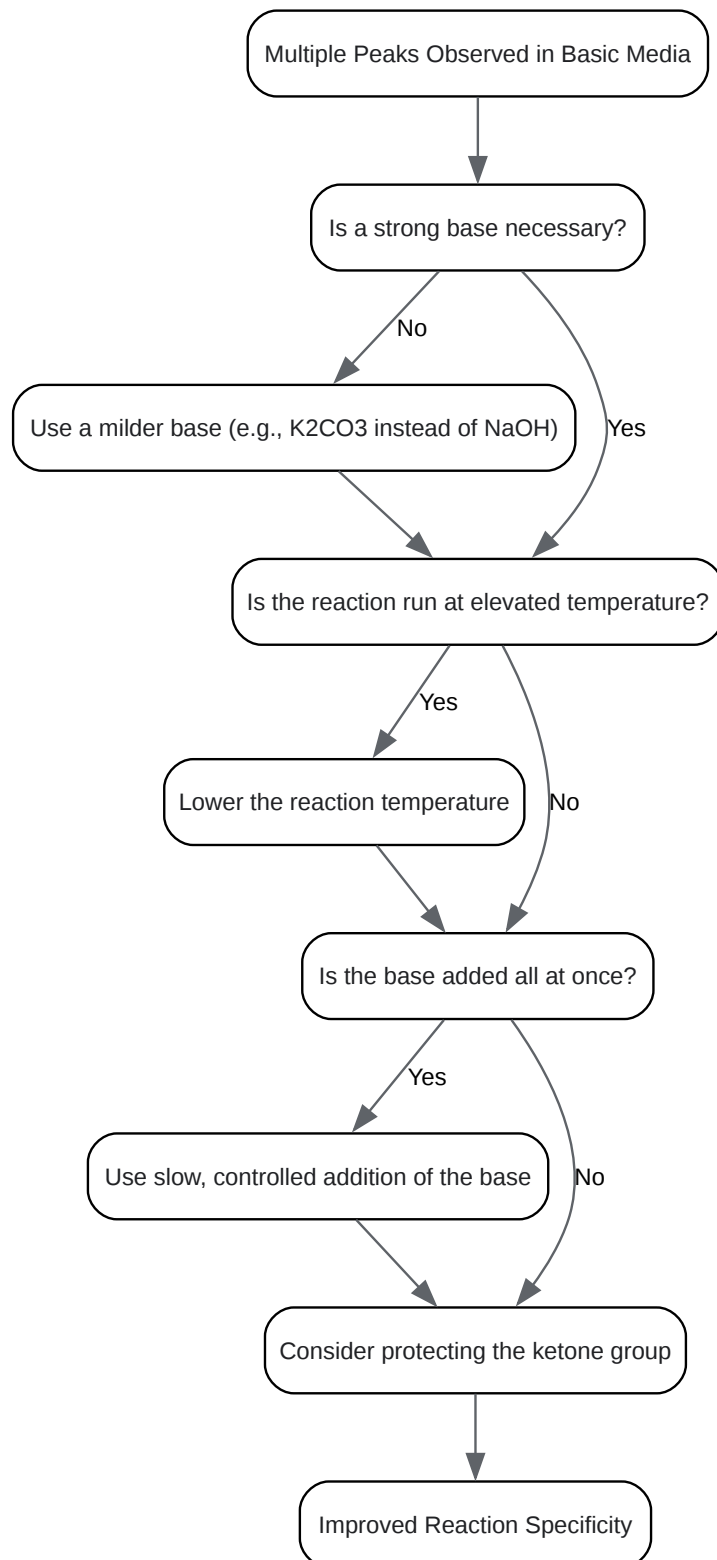 Multiple Peaks Observed in Basic Media
Is a strong base necessary?
No
Use a milder base (e.g., K2CO3 instead of NaOH)
Yes
Is the reaction run at elevated temperature?
Yes
Lower the reaction temperature
No
Is the base added all at once?
Yes
Use slow, controlled addition of the base
No
Consider protecting the ketone group
Improved Reaction Specificity